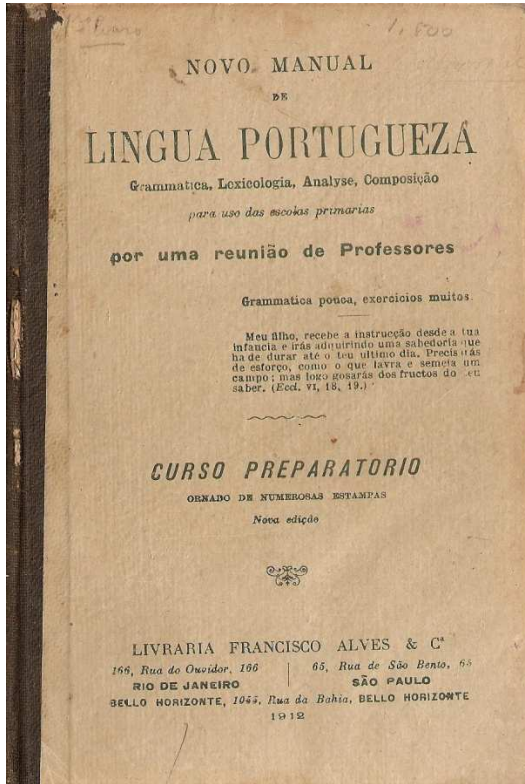 1,800
NOVO MANUAL
DE
LINGUA PORTUGUEZA
Grammatica, Lexicologia, Analyse, Composição
para uso das escolas primarias
por uma reunião de Professores
Grammatica pouca, exercicios muitos.
Meu filho, recebe a instrucção desde a tua
infancia e irás adquirindo uma sabedoria que
ha de durar até o teu ultimo dia. Precisarás
de esforço, como o que lavra e semeia um
campo; mas logo gosarás dos fructos do teu
saber. (Eccl. VI, 18, 19.)
CURSO PREPARATORIO
ORNADO DE NUMEROSAS ESTAMPAS
Nova edição
LIVRARIA FRANCISCO ALVES & Cª
166, Rua do Ouvidor, 166
RIO DE JANEIRO
65, Rua de São Bento, 65
SÃO PAULO
BELLO HORIZONTE, 1055, Rua da Bahia, BELLO HORIZONTE
1912